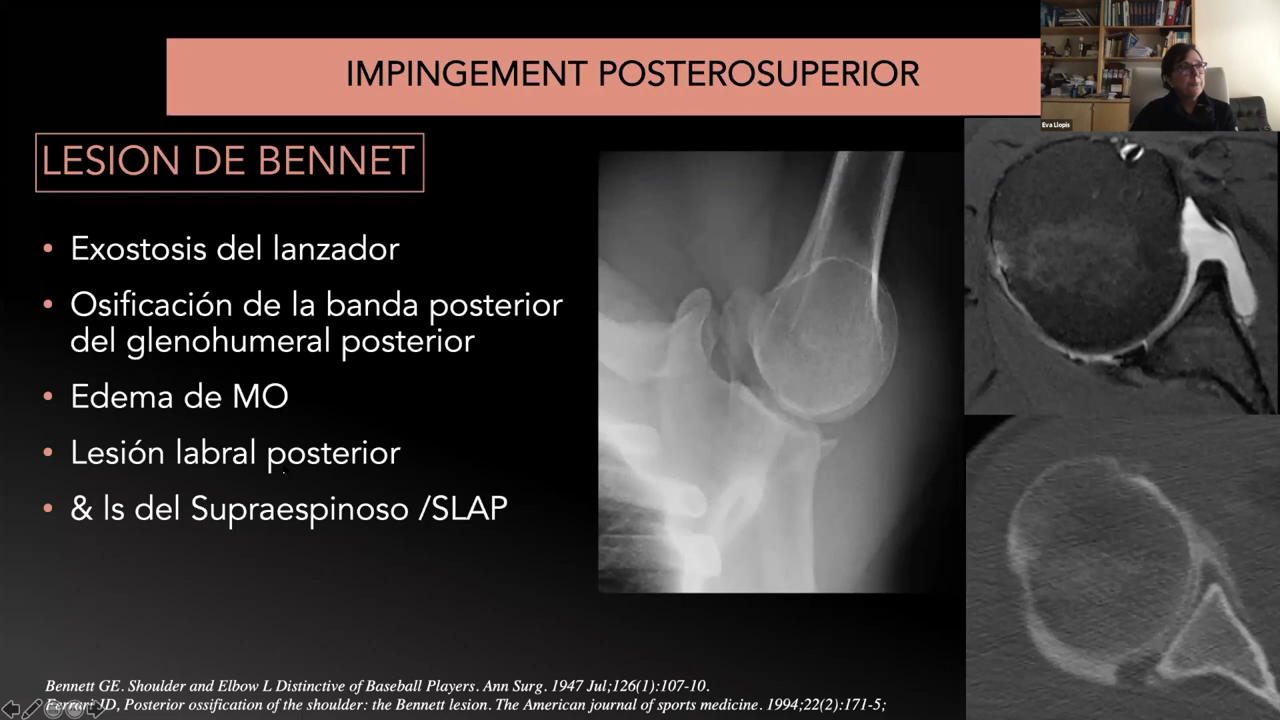 IMPINGEMENT POSTEROSUPERIOR
Eva Llopis
LESION DE BENNET
• Exostosis del lanzador
• Osificación de la banda posterior
del glenohumeral posterior
• Edema de MO
• Lesión labral posterior
• & ls del Supraespinoso /SLAP
Bennett GE. Shoulder and Elbow L Distinctive of Baseball Players. Ann Surg. 1947 Jul;126(1):107-10.
Ferrari JD, Posterior ossification of the shoulder: the Bennett lesion. The American journal of sports medicine. 1994;22(2):171-5;